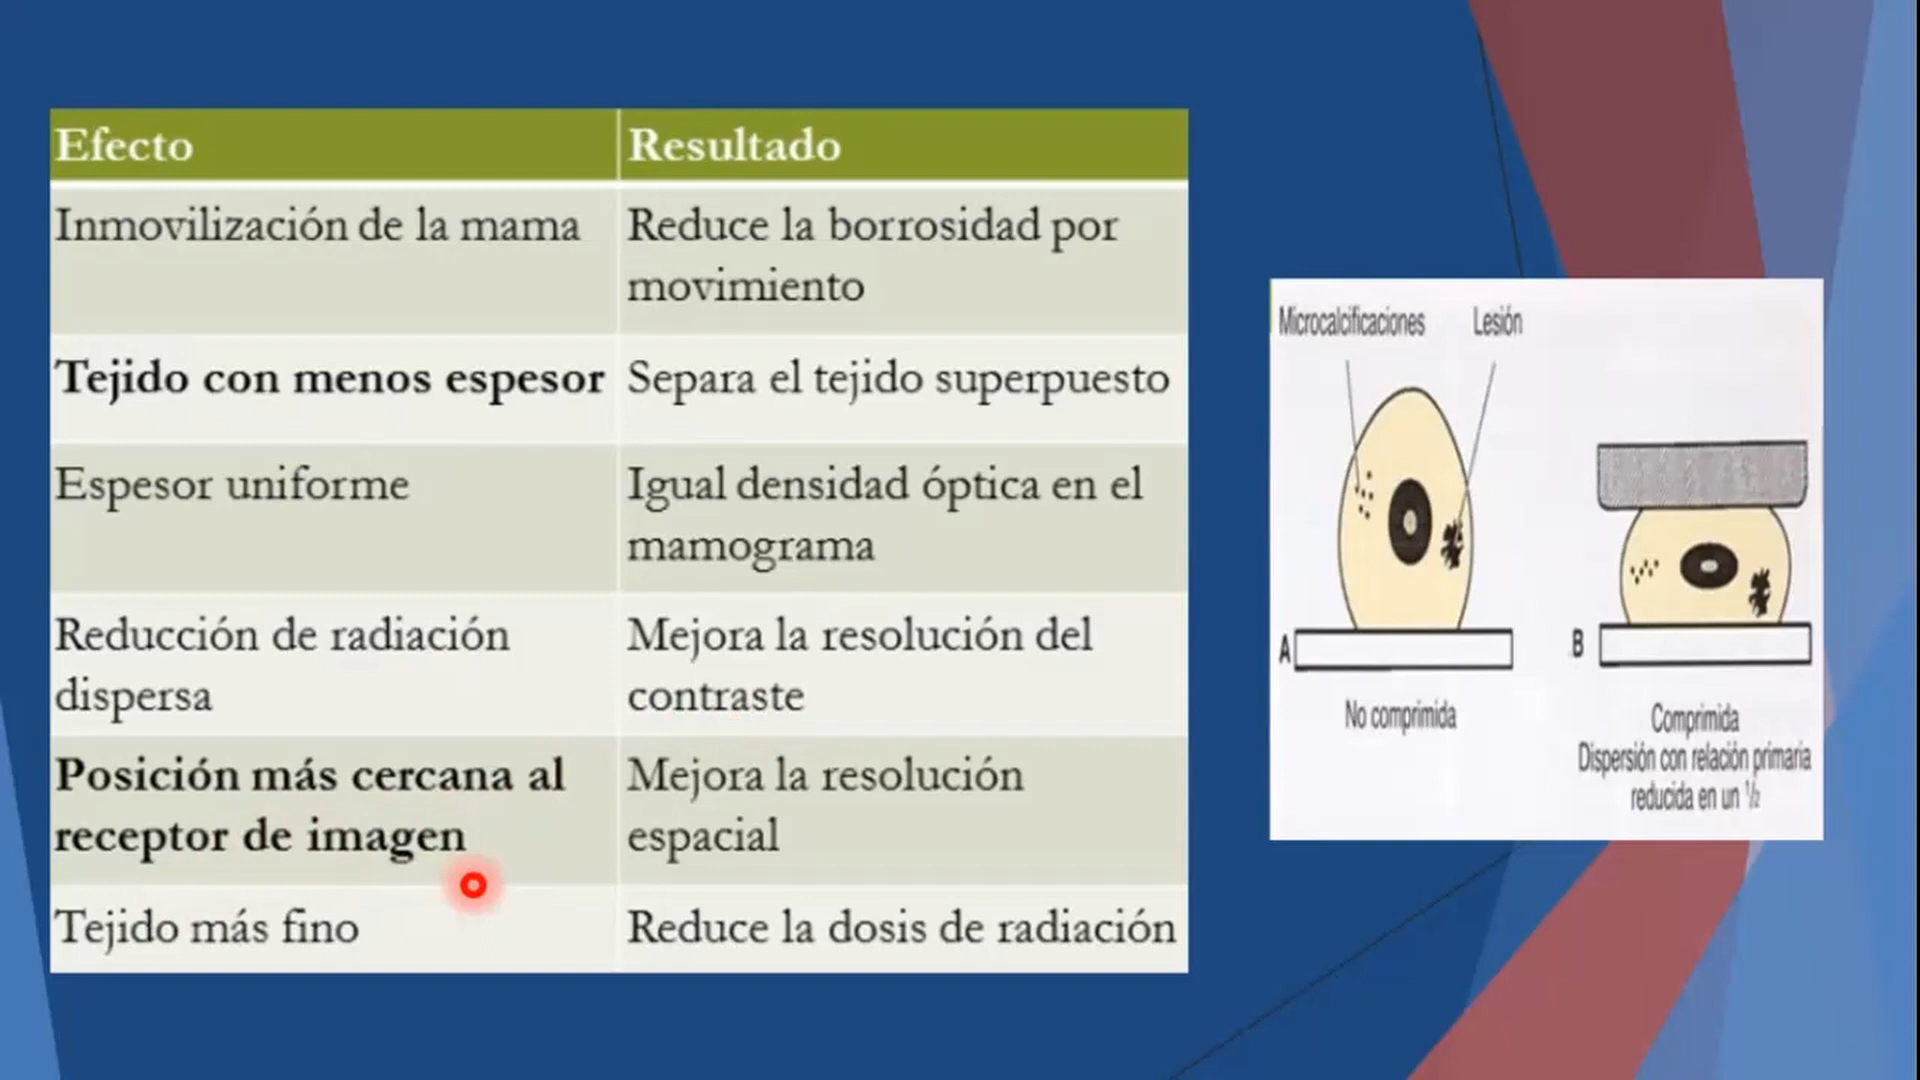 Efecto
Resultado
Inmovilización de la mama
Reduce la borrosidad por
movimiento
Tejido con menos espesor
Separa el tejido superpuesto
Espesor uniforme
Igual densidad óptica en el
mamograma
Reducción de radiación
dispersa
Mejora la resolución del
contraste
Posición más cercana al
receptor de imagen
Mejora la resolución
espacial
Tejido más fino
Reduce la dosis de radiación
Microcalcificaciones
Lesión
A
B
No comprimida
Comprimida
Dispersión con relación primaria
reducida en un ½